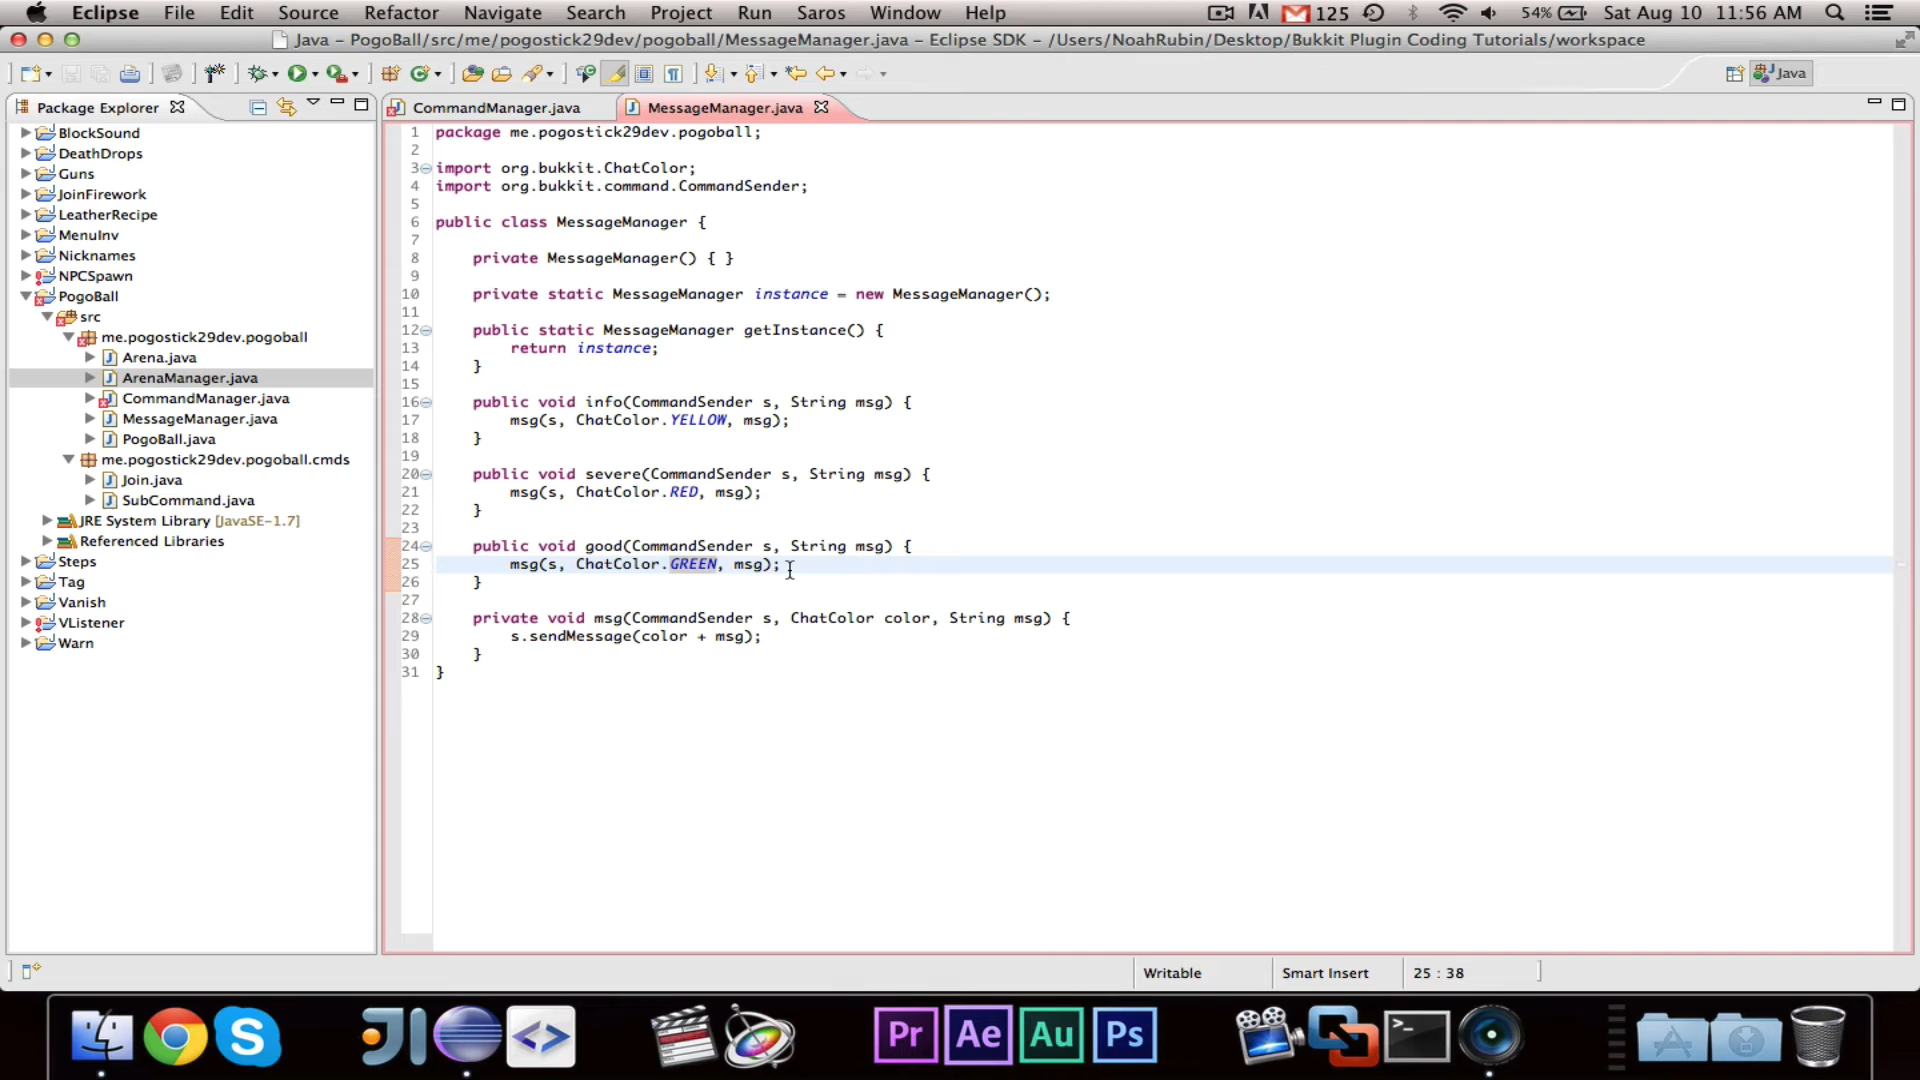 Eclipse File Edit Source Refactor Navigate Search Project Run Saros Window Help 125 54% Sat Aug 10 11:56 AM
Java – PogoBall/src/me/pogostick29dev/pogoball/MessageManager.java – Eclipse SDK – /Users/NoahRubin/Desktop/Bukkit Plugin Coding Tutorials/workspace
Java
Package Explorer
BlockSound
DeathDrops
Guns
JoinFirework
LeatherRecipe
MenuInv
Nicknames
NPCSpawn
PogoBall
src
me.pogostick29dev.pogoball
Arena.java
ArenaManager.java
CommandManager.java
MessageManager.java
PogoBall.java
me.pogostick29dev.pogoball.cmds
Join.java
SubCommand.java
JRE System Library [JavaSE-1.7]
Referenced Libraries
Steps
Tag
Vanish
VListener
Warn
CommandManager.java MessageManager.java
1 package me.pogostick29dev.pogoball;
2
3 import org.bukkit.ChatColor;
4 import org.bukkit.command.CommandSender;
5
6 public class MessageManager {
7
8 private MessageManager() { }
9
10 private static MessageManager instance = new MessageManager();
11
12 public static MessageManager getInstance() {
13 return instance;
14 }
15
16 public void info(CommandSender s, String msg) {
17 msg(s, ChatColor.YELLOW, msg);
18 }
19
20 public void severe(CommandSender s, String msg) {
21 msg(s, ChatColor.RED, msg);
22 }
23
24 public void good(CommandSender s, String msg) {
25 msg(s, ChatColor.GREEN, msg);
26 }
27
28 private void msg(CommandSender s, ChatColor color, String msg) {
29 s.sendMessage(color + msg);
30 }
31 }
Writable Smart Insert 25 : 38
Pr Ae Au Ps